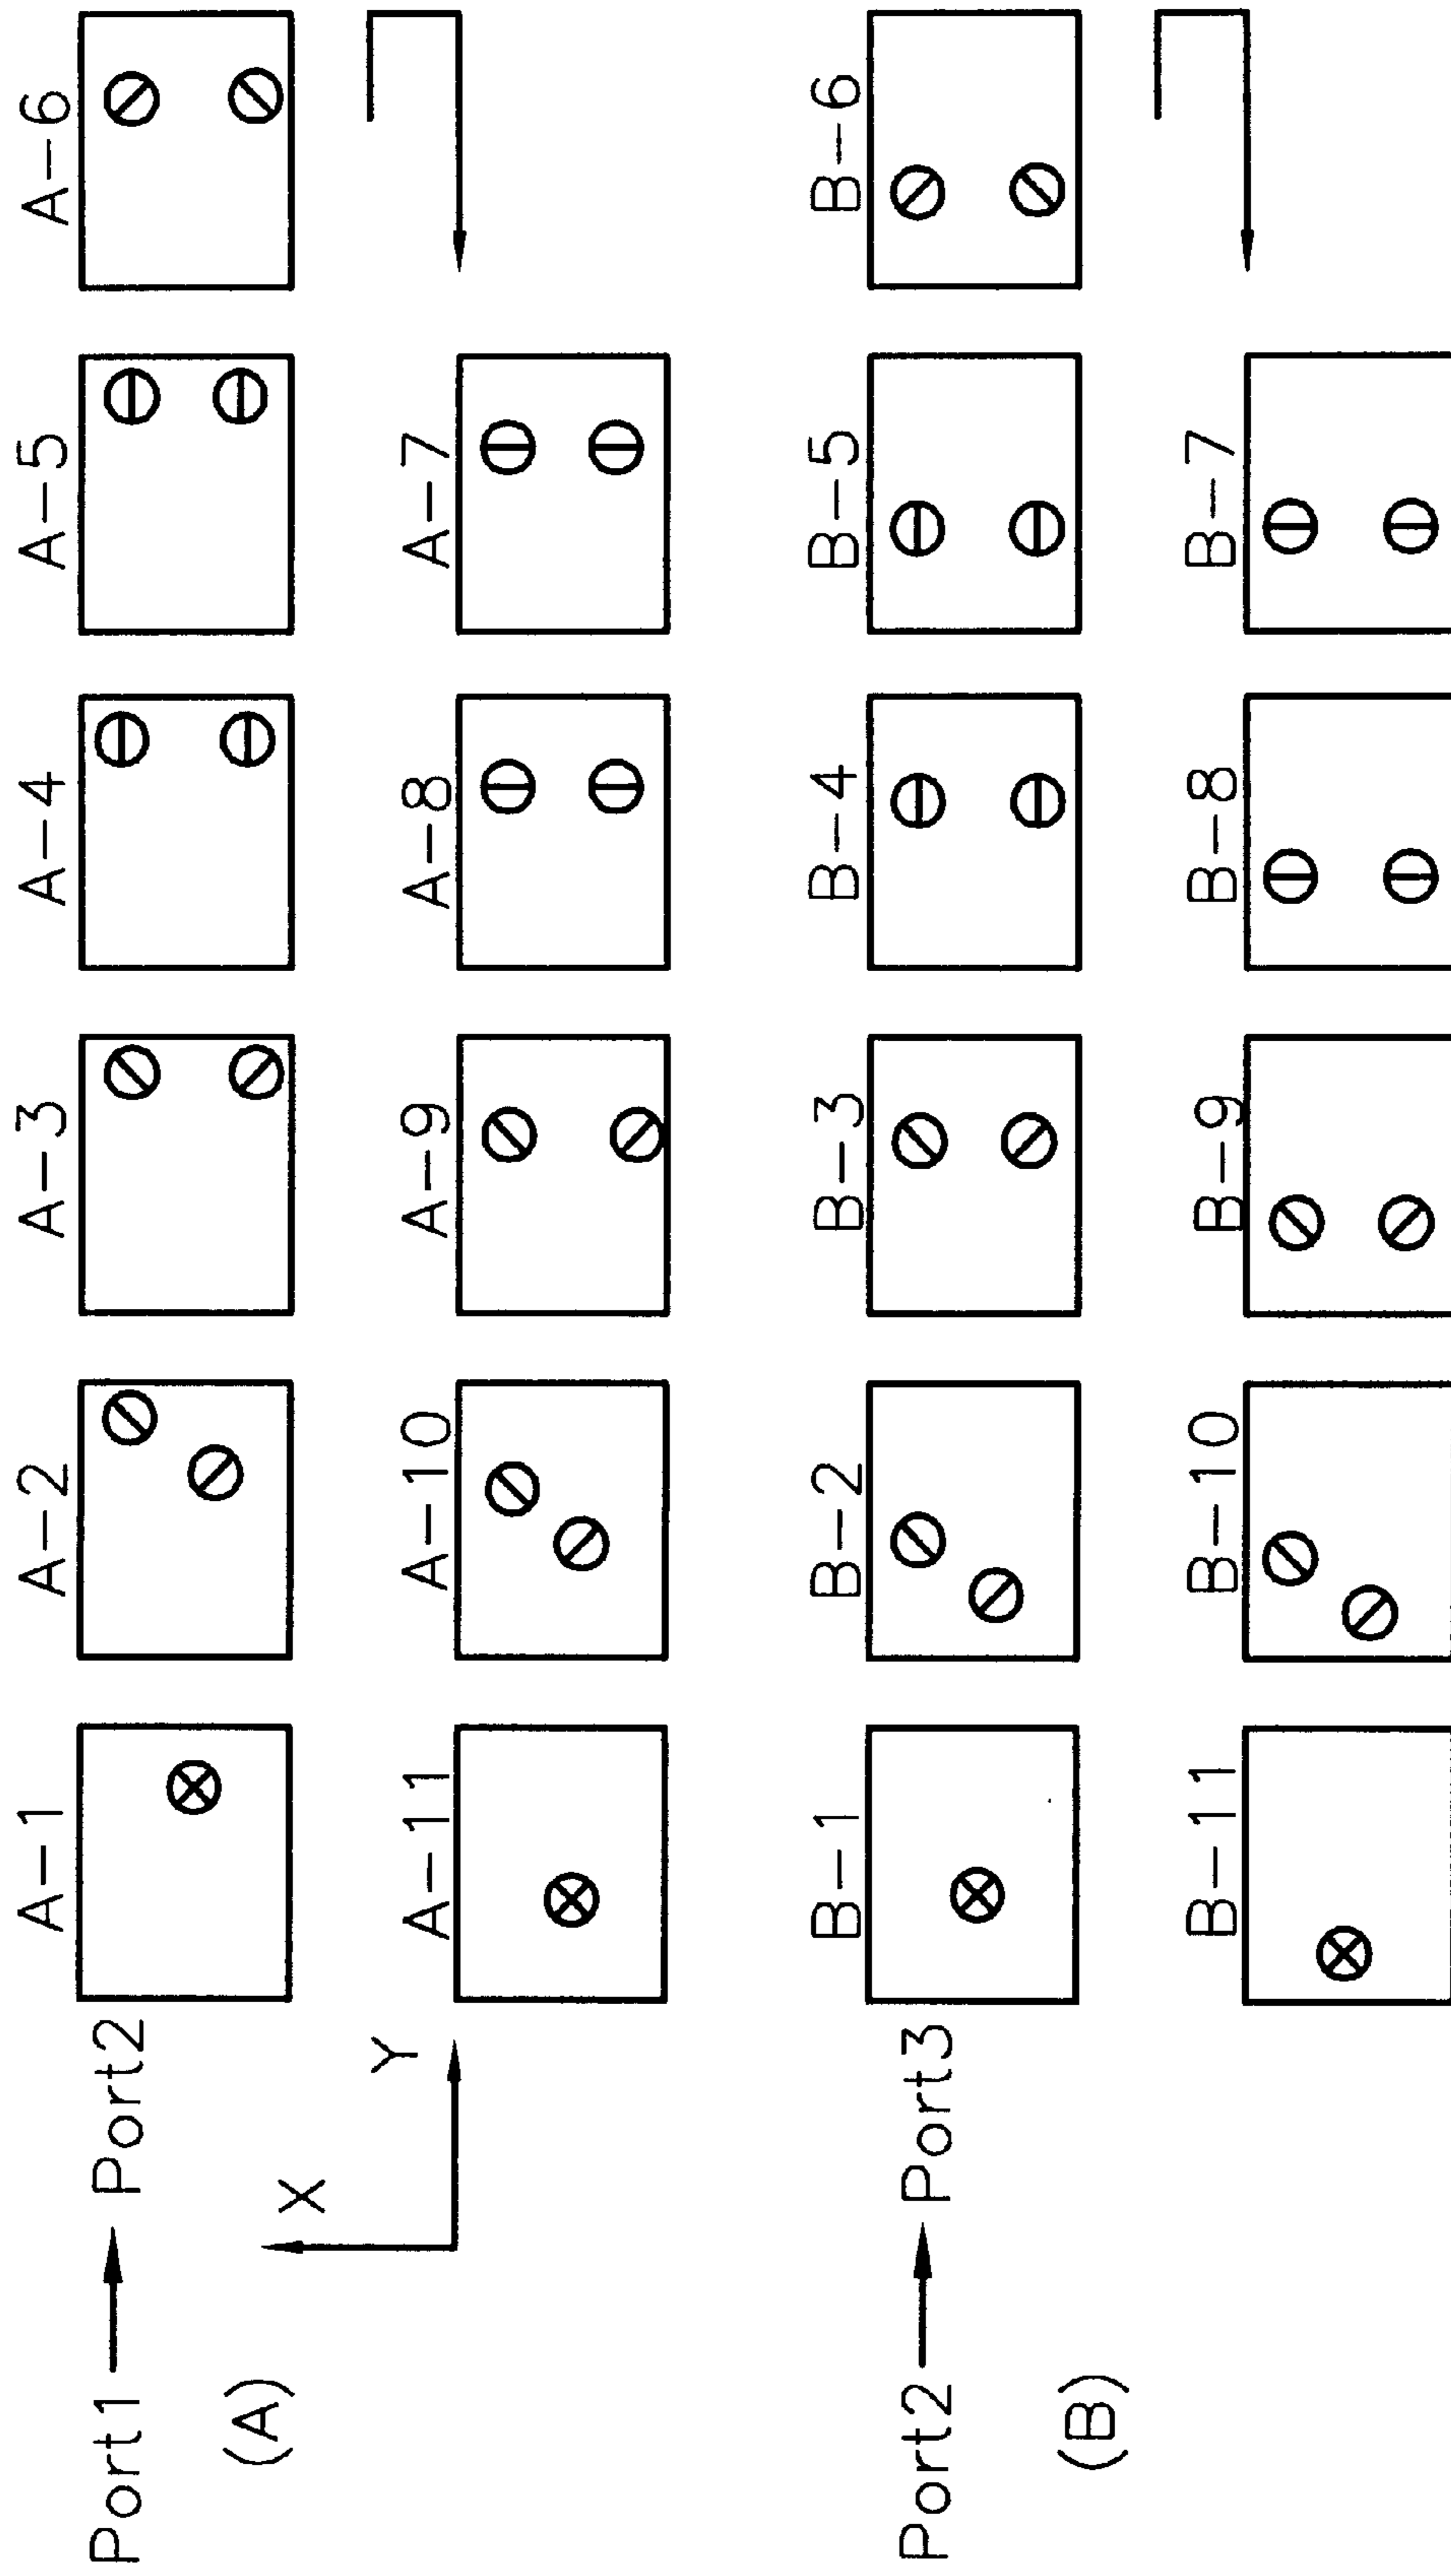 Port1 → Port2
A-1 A-2 A-3 A-4 A-5 A-6
(A)
X
Y
A-11 A-10 A-9 A-8 A-7
Port2 → Port3
B-1 B-2 B-3 B-4 B-5 B-6
(B)
B-11 B-10 B-9 B-8 B-7